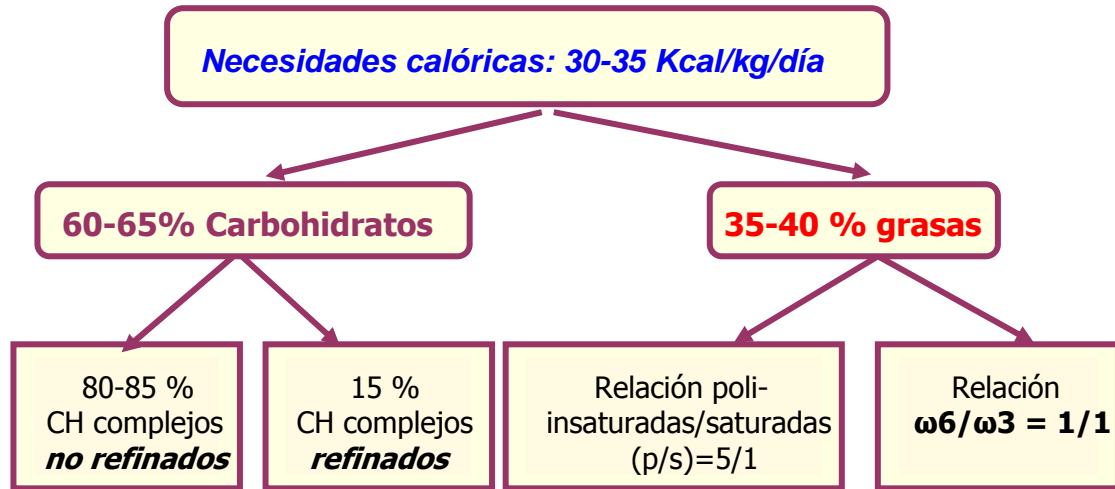 Necesidades calóricas: 30-35 Kcal/kg/día
60-65% Carbohidratos
35-40 % grasas
80-85 %
CH complejos
no refinados
15 %
CH complejos
refinados
Relación poli-
insaturadas/saturadas
(p/s)=5/1
Relación
ω6/ω3 = 1/1